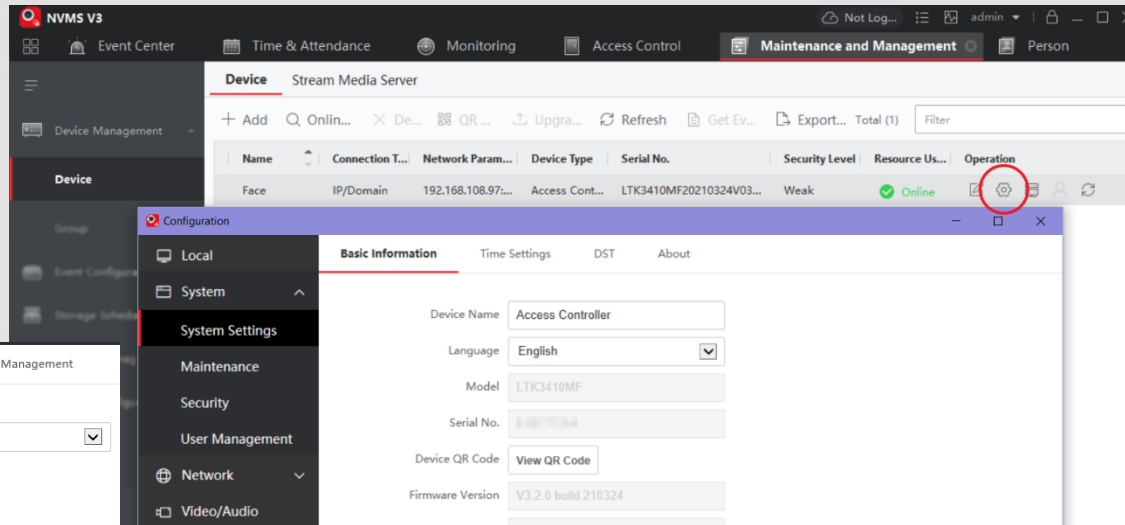 NVMS V3
Not Log... admin
Event Center Time & Attendance Monitoring Access Control Maintenance and Management Person
Device Stream Media Server
Device Management
Add Onlin... De... QR ... Upgra... Refresh Get Ev... Export... Total (1) Filter
Name Connection T... Network Param... Device Type Serial No. Security Level Resource Us... Operation
Device
Face IP/Domain 192.168.108.97:... Access Cont... LTK3410MF20210324V03... Weak Online
Group
Event Configura
Storage Schedu
Configuration
Local
Basic Information Time Settings DST About
System
Device Name Access Controller
System Settings
Language English
Management
Maintenance
Model LTK3410MF
Security
Serial No.
User Management
Device QR Code View QR Code
Network
Firmware Version V3.2.0 build 210324
Video/Audio